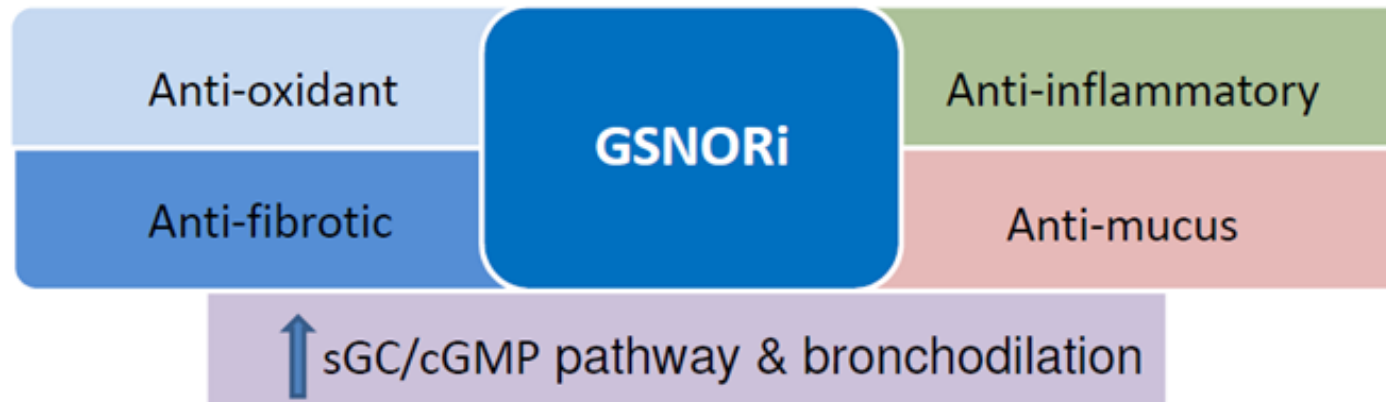 Anti-oxidant
Anti-inflammatory
GSNORi
Anti-fibrotic
Anti-mucus
sGC/cGMP pathway & bronchodilation